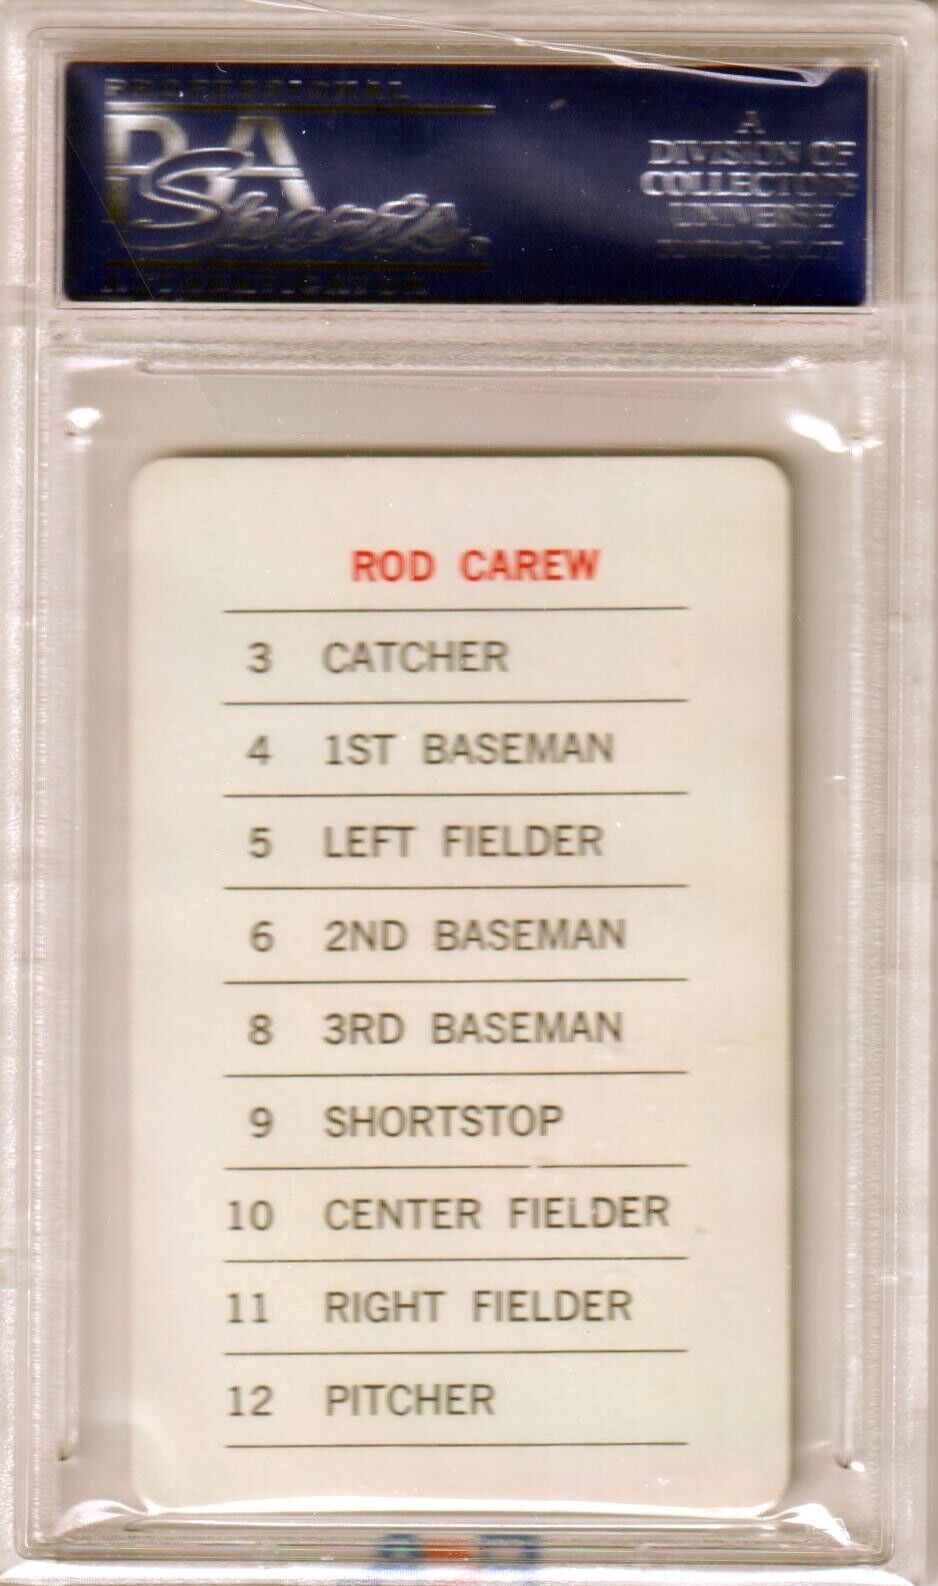 PROFESSIONAL
PSA
Sports
AUTHENTICATOR
A
DIVISION OF
COLLECTORS
UNIVERSE
ROD CAREW
3 CATCHER
4 1ST BASEMAN
5 LEFT FIELDER
6 2ND BASEMAN
8 3RD BASEMAN
9 SHORTSTOP
10 CENTER FIELDER
11 RIGHT FIELDER
12 PITCHER